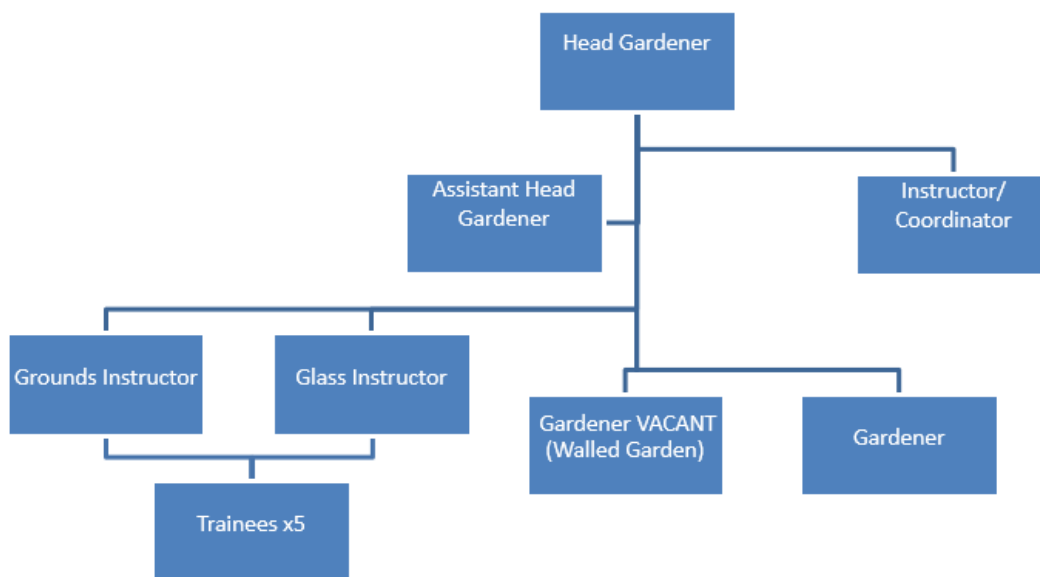 Head Gardener
Assistant Head
Gardener
Instructor/
Coordinator
Grounds Instructor
Glass Instructor
Gardener VACANT
(Walled Garden)
Gardener
Trainees x5